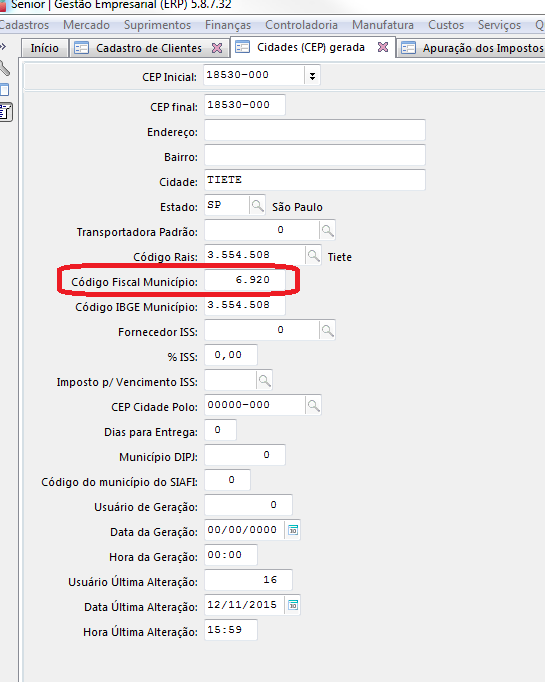 Senior | Gestão Empresarial (ERP) 5.8.7.32
Cadastros Mercado Suprimentos Finanças Controladoria Manufatura Custos Serviços
Início Cadastro de Clientes Cidades (CEP) gerada Apuração dos Impostos
CEP Inicial: 18530-000
CEP final: 18530-000
Endereço:
Bairro:
Cidade: TIETE
Estado: SP São Paulo
Transportadora Padrão: 0
Código Rais: 3.554.508 Tiete
Código Fiscal Município: 6.920
Código IBGE Município: 3.554.508
Fornecedor ISS: 0
% ISS: 0,00
Imposto p/ Vencimento ISS:
CEP Cidade Polo: 00000-000
Dias para Entrega: 0
Município DIPJ: 0
Código do município do SIAFI: 0
Usuário de Geração: 0
Data da Geração: 00/00/0000
Hora da Geração: 00:00
Usuário Última Alteração: 16
Data Última Alteração: 12/11/2015
Hora Última Alteração: 15:59